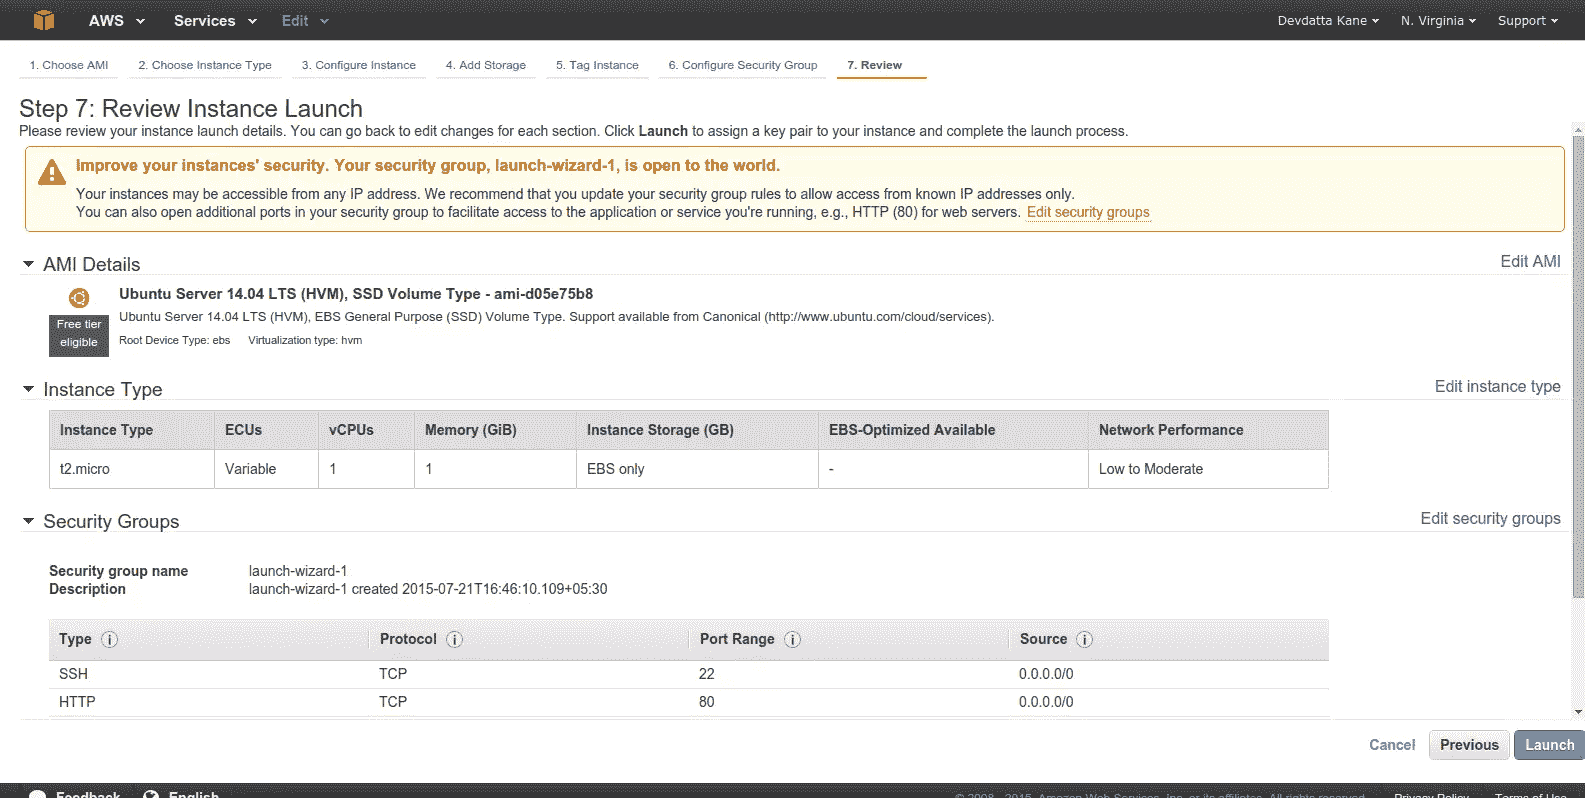 AWS Services Edit Devdatta Kane N. Virginia Support
1. Choose AMI 2. Choose Instance Type 3. Configure Instance 4. Add Storage 5. Tag Instance 6. Configure Security Group 7. Review
Step 7: Review Instance Launch
Please review your instance launch details. You can go back to edit changes for each section. Click Launch to assign a key pair to your instance and complete the launch process.
Improve your instances' security. Your security group, launch-wizard-1, is open to the world.
Your instances may be accessible from any IP address. We recommend that you update your security group rules to allow access from known IP addresses only.
You can also open additional ports in your security group to facilitate access to the application or service you're running, e.g., HTTP (80) for web servers. Edit security groups
AMI Details Edit AMI
Ubuntu Server 14.04 LTS (HVM), SSD Volume Type - ami-d05e75b8
Free tier
eligible
Ubuntu Server 14.04 LTS (HVM), EBS General Purpose (SSD) Volume Type. Support available from Canonical (http://www.ubuntu.com/cloud/services).
Root Device Type: ebs Virtualization type: hvm
Instance Type Edit instance type
Instance Type ECUs vCPUs Memory (GiB) Instance Storage (GB) EBS-Optimized Available Network Performance
t2.micro Variable 1 1 EBS only - Low to Moderate
Security Groups Edit security groups
Security group name launch-wizard-1
Description launch-wizard-1 created 2015-07-21T16:46:10.109+05:30
Type Protocol Port Range Source
SSH TCP 22 0.0.0.0/0
HTTP TCP 80 0.0.0.0/0
Cancel Previous Launch
Feedback English © 2008 - 2015, Amazon Web Services, Inc. or its affiliates. All rights reserved. Privacy Policy Terms of Use